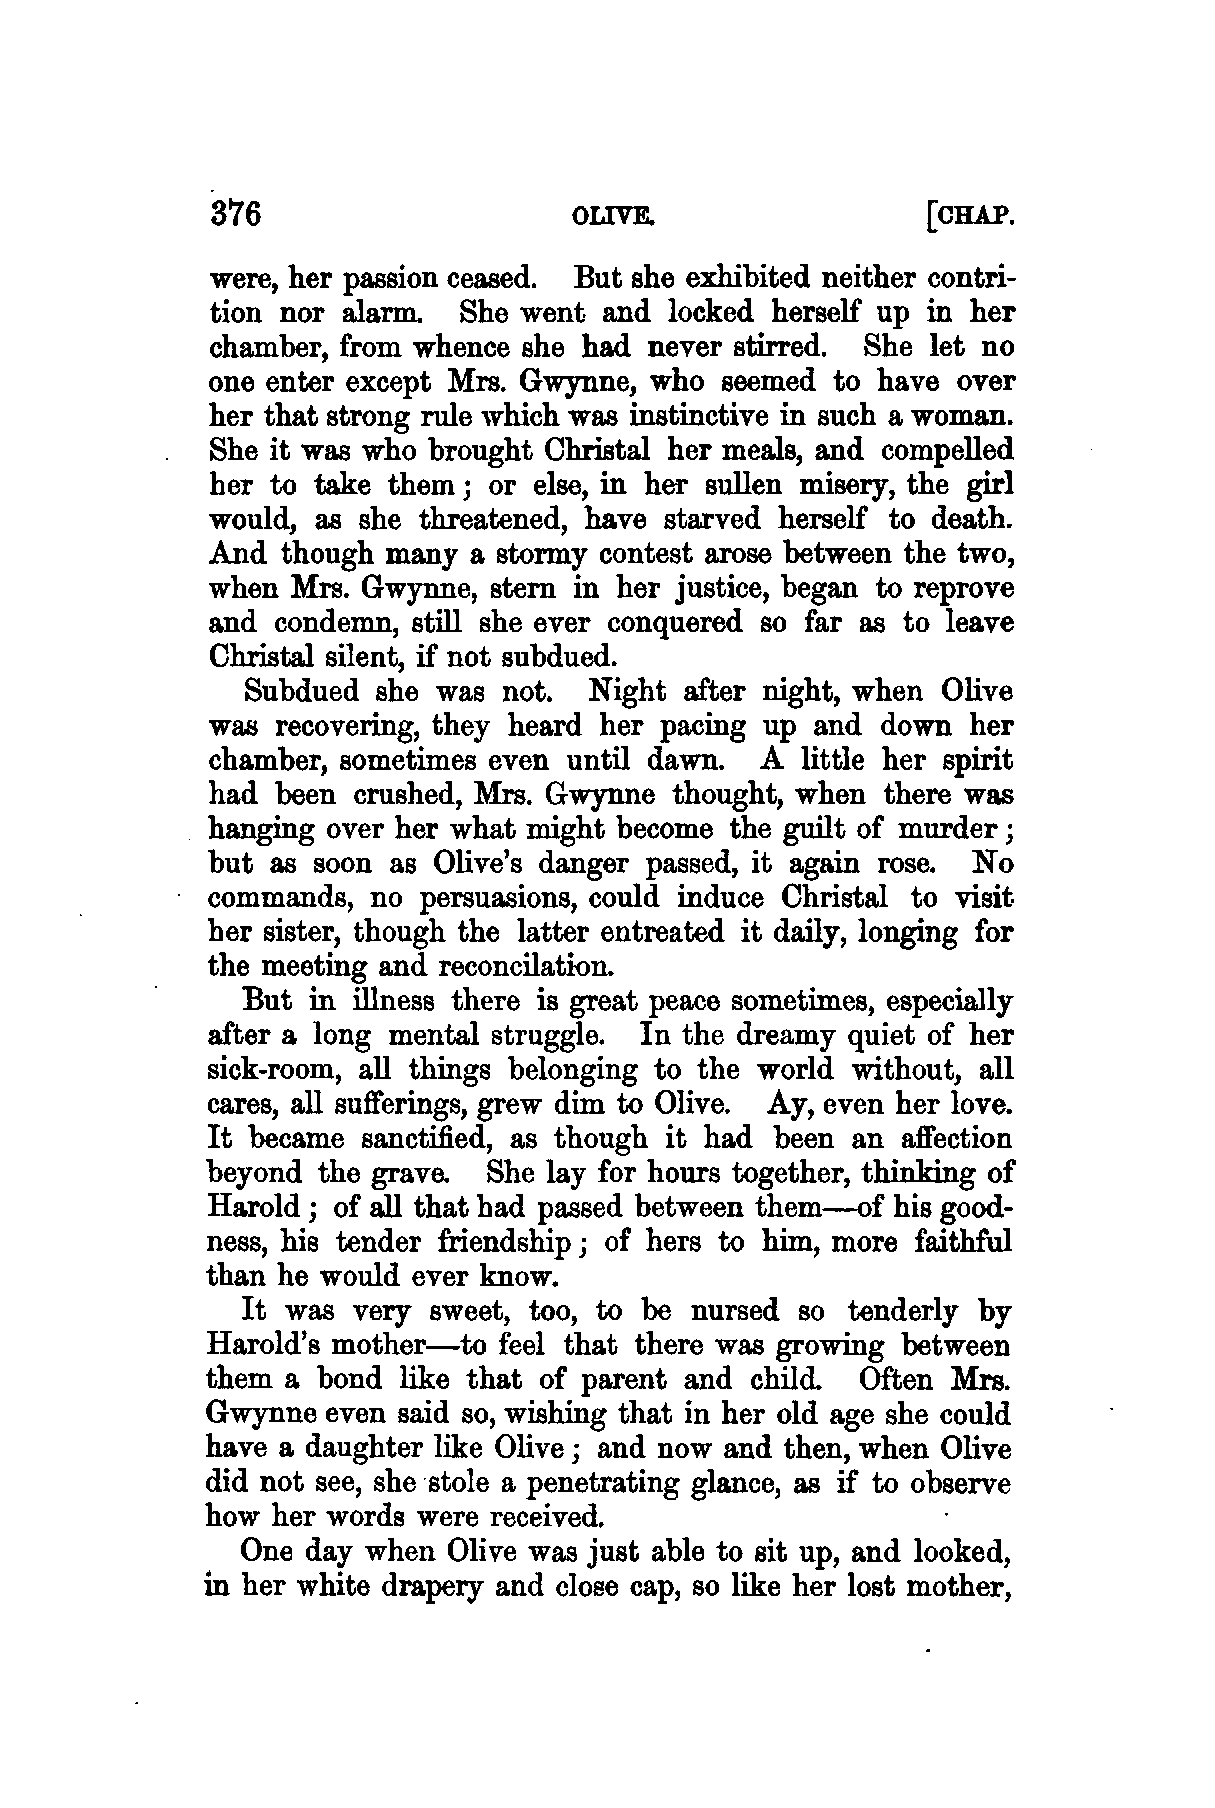 376 OLIVE. [CHAP.
were, her passion ceased. But she exhibited neither contri-
tion nor alarm. She went and locked herself up in her
chamber, from whence she had never stirred. She let no
one enter except Mrs. Gwynne, who seemed to have over
her that strong rule which was instinctive in such a woman.
She it was who brought Christal her meals, and compelled
her to take them; or else, in her sullen misery, the girl
would, as she threatened, have starved herself to death.
And though many a stormy contest arose between the two,
when Mrs. Gwynne, stern in her justice, began to reprove
and condemn, still she ever conquered so far as to leave
Christal silent, if not subdued.
Subdued she was not. Night after night, when Olive
was recovering, they heard her pacing up and down her
chamber, sometimes even until dawn. A little her spirit
had been crushed, Mrs. Gwynne thought, when there was
hanging over her what might become the guilt of murder;
but as soon as Olive's danger passed, it again rose. No
commands, no persuasions, could induce Christal to visit
her sister, though the latter entreated it daily, longing for
the meeting and reconcilation.
But in illness there is great peace sometimes, especially
after a long mental struggle. In the dreamy quiet of her
sick-room, all things belonging to the world without, all
cares, all sufferings, grew dim to Olive. Ay, even her love.
It became sanctified, as though it had been an affection
beyond the grave. She lay for hours together, thinking of
Harold; of all that had passed between them—of his good-
ness, his tender friendship; of hers to him, more faithful
than he would ever know.
It was very sweet, too, to be nursed so tenderly by
Harold's mother—to feel that there was growing between
them a bond like that of parent and child. Often Mrs.
Gwynne even said so, wishing that in her old age she could
have a daughter like Olive; and now and then, when Olive
did not see, she stole a penetrating glance, as if to observe
how her words were received.
One day when Olive was just able to sit up, and looked,
in her white drapery and close cap, so like her lost mother,